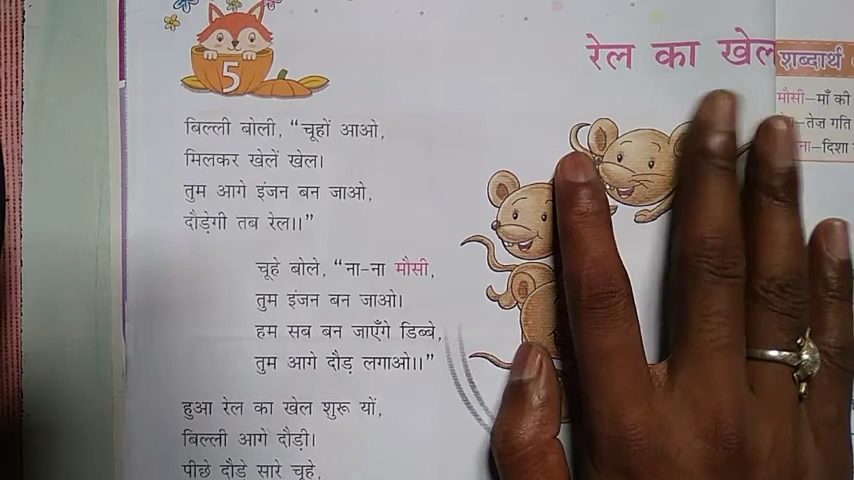 5
रेल का खेल
शब्दार्थ
मौसी–माँ की
–तेज़ गति
ना–दिशा
बिल्ली बोली, “चूहों आओ,
मिलकर खेलें खेल।
तुम आगे इंजन बन जाओ,
दौड़ेगी तब रेल।।”
चूहे बोले, “ना-ना मौसी,
तुम इंजन बन जाओ।
हम सब बन जाएँगे डिब्बे,
तुम आगे दौड़ लगाओ।।”
हुआ रेल का खेल शुरू यों,
बिल्ली आगे दौड़ी।
पीछे दौड़े सारे चूहे,